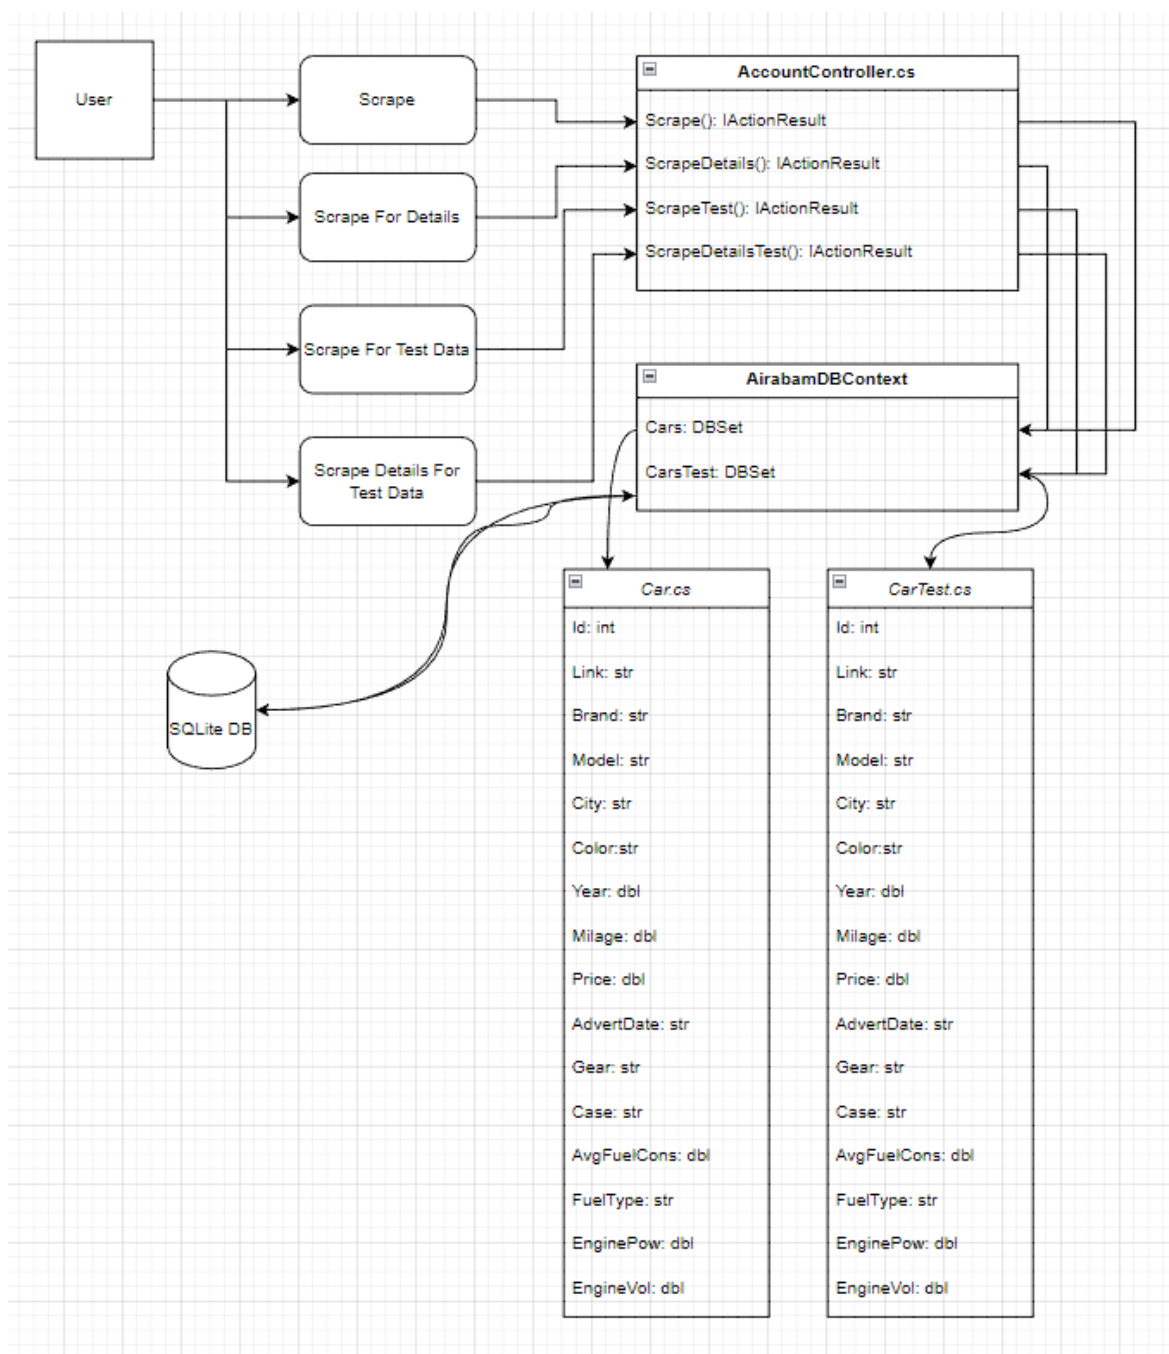 User
Scrape
Scrape For Details
Scrape For Test Data
Scrape Details For
Test Data
AccountController.cs
Scrape(): IActionResult
ScrapeDetails(): IActionResult
ScrapeTest(): IActionResult
ScrapeDetailsTest(): IActionResult
AirabamDBContext
Cars: DBSet
CarsTest: DBSet
SQLite DB
Car.cs
Id: int
Link: str
Brand: str
Model: str
City: str
Color:str
Year: dbl
Milage: dbl
Price: dbl
AdvertDate: str
Gear: str
Case: str
AvgFuelCons: dbl
FuelType: str
EnginePow: dbl
EngineVol: dbl
CarTest.cs
Id: int
Link: str
Brand: str
Model: str
City: str
Color:str
Year: dbl
Milage: dbl
Price: dbl
AdvertDate: str
Gear: str
Case: str
AvgFuelCons: dbl
FuelType: str
EnginePow: dbl
EngineVol: dbl